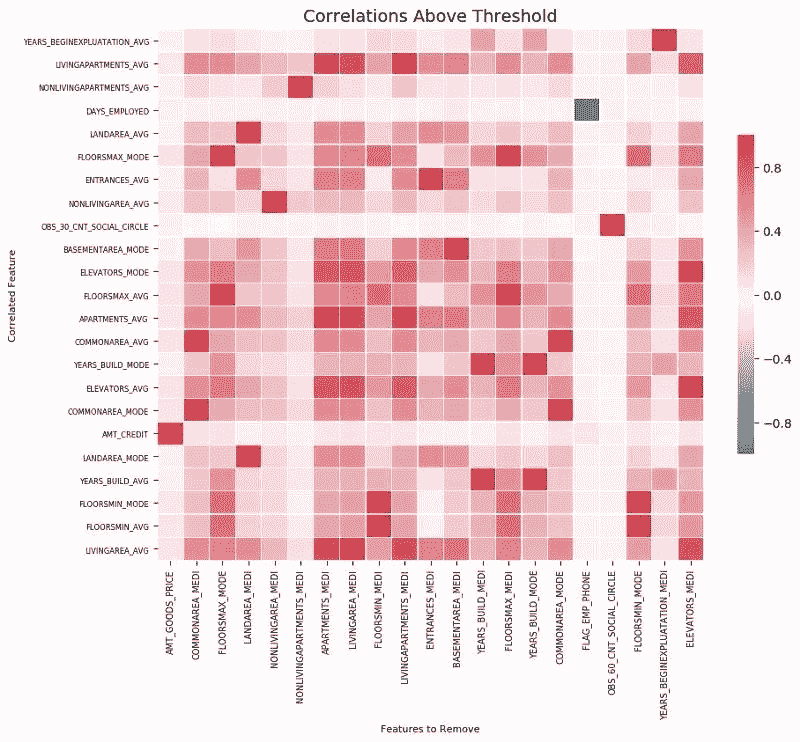 Correlations Above Threshold
YEARS_BEGINEXPLUATATION_AVG
LIVINGAPARTMENTS_AVG
NONLIVINGAPARTMENTS_AVG
DAYS_EMPLOYED
LANDAREA_AVG
FLOORSMAX_MODE
ENTRANCES_AVG
NONLIVINGAREA_AVG
OBS_30_CNT_SOCIAL_CIRCLE
BASEMENTAREA_MODE
ELEVATORS_MODE
FLOORSMAX_AVG
APARTMENTS_AVG
COMMONAREA_AVG
YEARS_BUILD_MODE
ELEVATORS_AVG
COMMONAREA_MODE
AMT_CREDIT
LANDAREA_MODE
YEARS_BUILD_AVG
FLOORSMIN_MODE
FLOORSMIN_AVG
LIVINGAREA_AVG
Correlated Feature
0.8
0.4
0.0
−0.4
−0.8
AMT_GOODS_PRICE
COMMONAREA_MEDI
FLOORSMAX_MODE
LANDAREA_MEDI
NONLIVINGAREA_MEDI
NONLIVINGAPARTMENTS_MEDI
APARTMENTS_MEDI
LIVINGAREA_MEDI
FLOORSMIN_MEDI
LIVINGAPARTMENTS_MEDI
ENTRANCES_MEDI
BASEMENTAREA_MEDI
YEARS_BUILD_MEDI
FLOORSMAX_MEDI
YEARS_BUILD_MODE
COMMONAREA_MODE
FLAG_EMP_PHONE
OBS_60_CNT_SOCIAL_CIRCLE
FLOORSMIN_MODE
YEARS_BEGINEXPLUATATION_MEDI
ELEVATORS_MEDI
Features to Remove